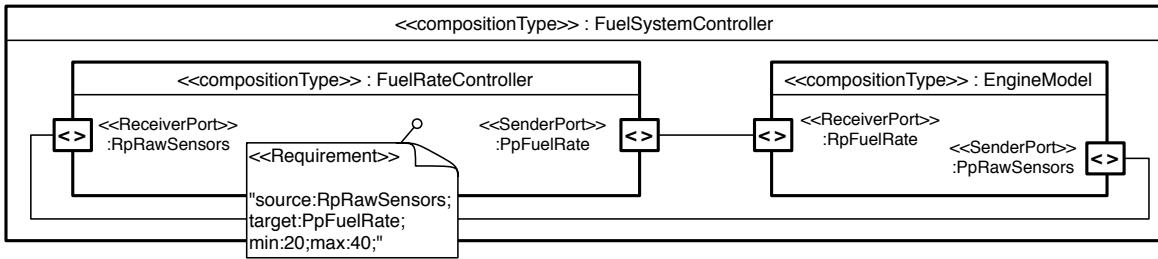 <<compositionType>> : FuelSystemController
<<compositionType>> : FuelRateController
<<compositionType>> : EngineModel
<>
<<ReceiverPort>>
:RpRawSensors
<<SenderPort>>
:PpFuelRate
<>
<>
<<ReceiverPort>>
:RpFuelRate
<<SenderPort>>
:PpRawSensors
<>
<<Requirement>>
"source:RpRawSensors;
target:PpFuelRate;
min:20;max:40;"